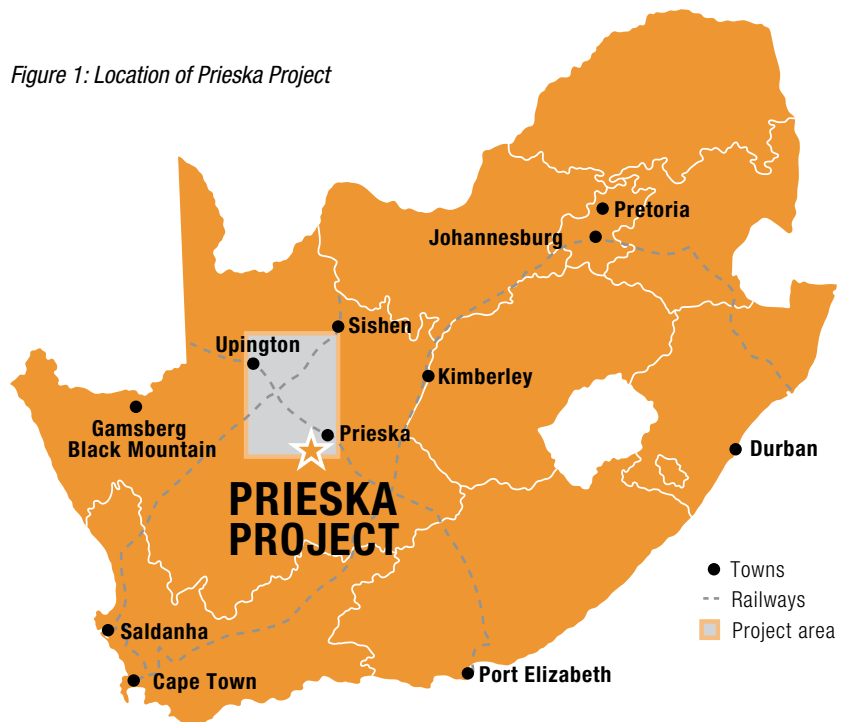 Figure 1: Location of Prieska Project
Pretoria
Johannesburg
Sishen
Upington
Kimberley
Gamsberg
Black Mountain
Prieska
Durban
PRIESKA
PROJECT
Towns
Railways
Project area
Saldanha
Cape Town
Port Elizabeth